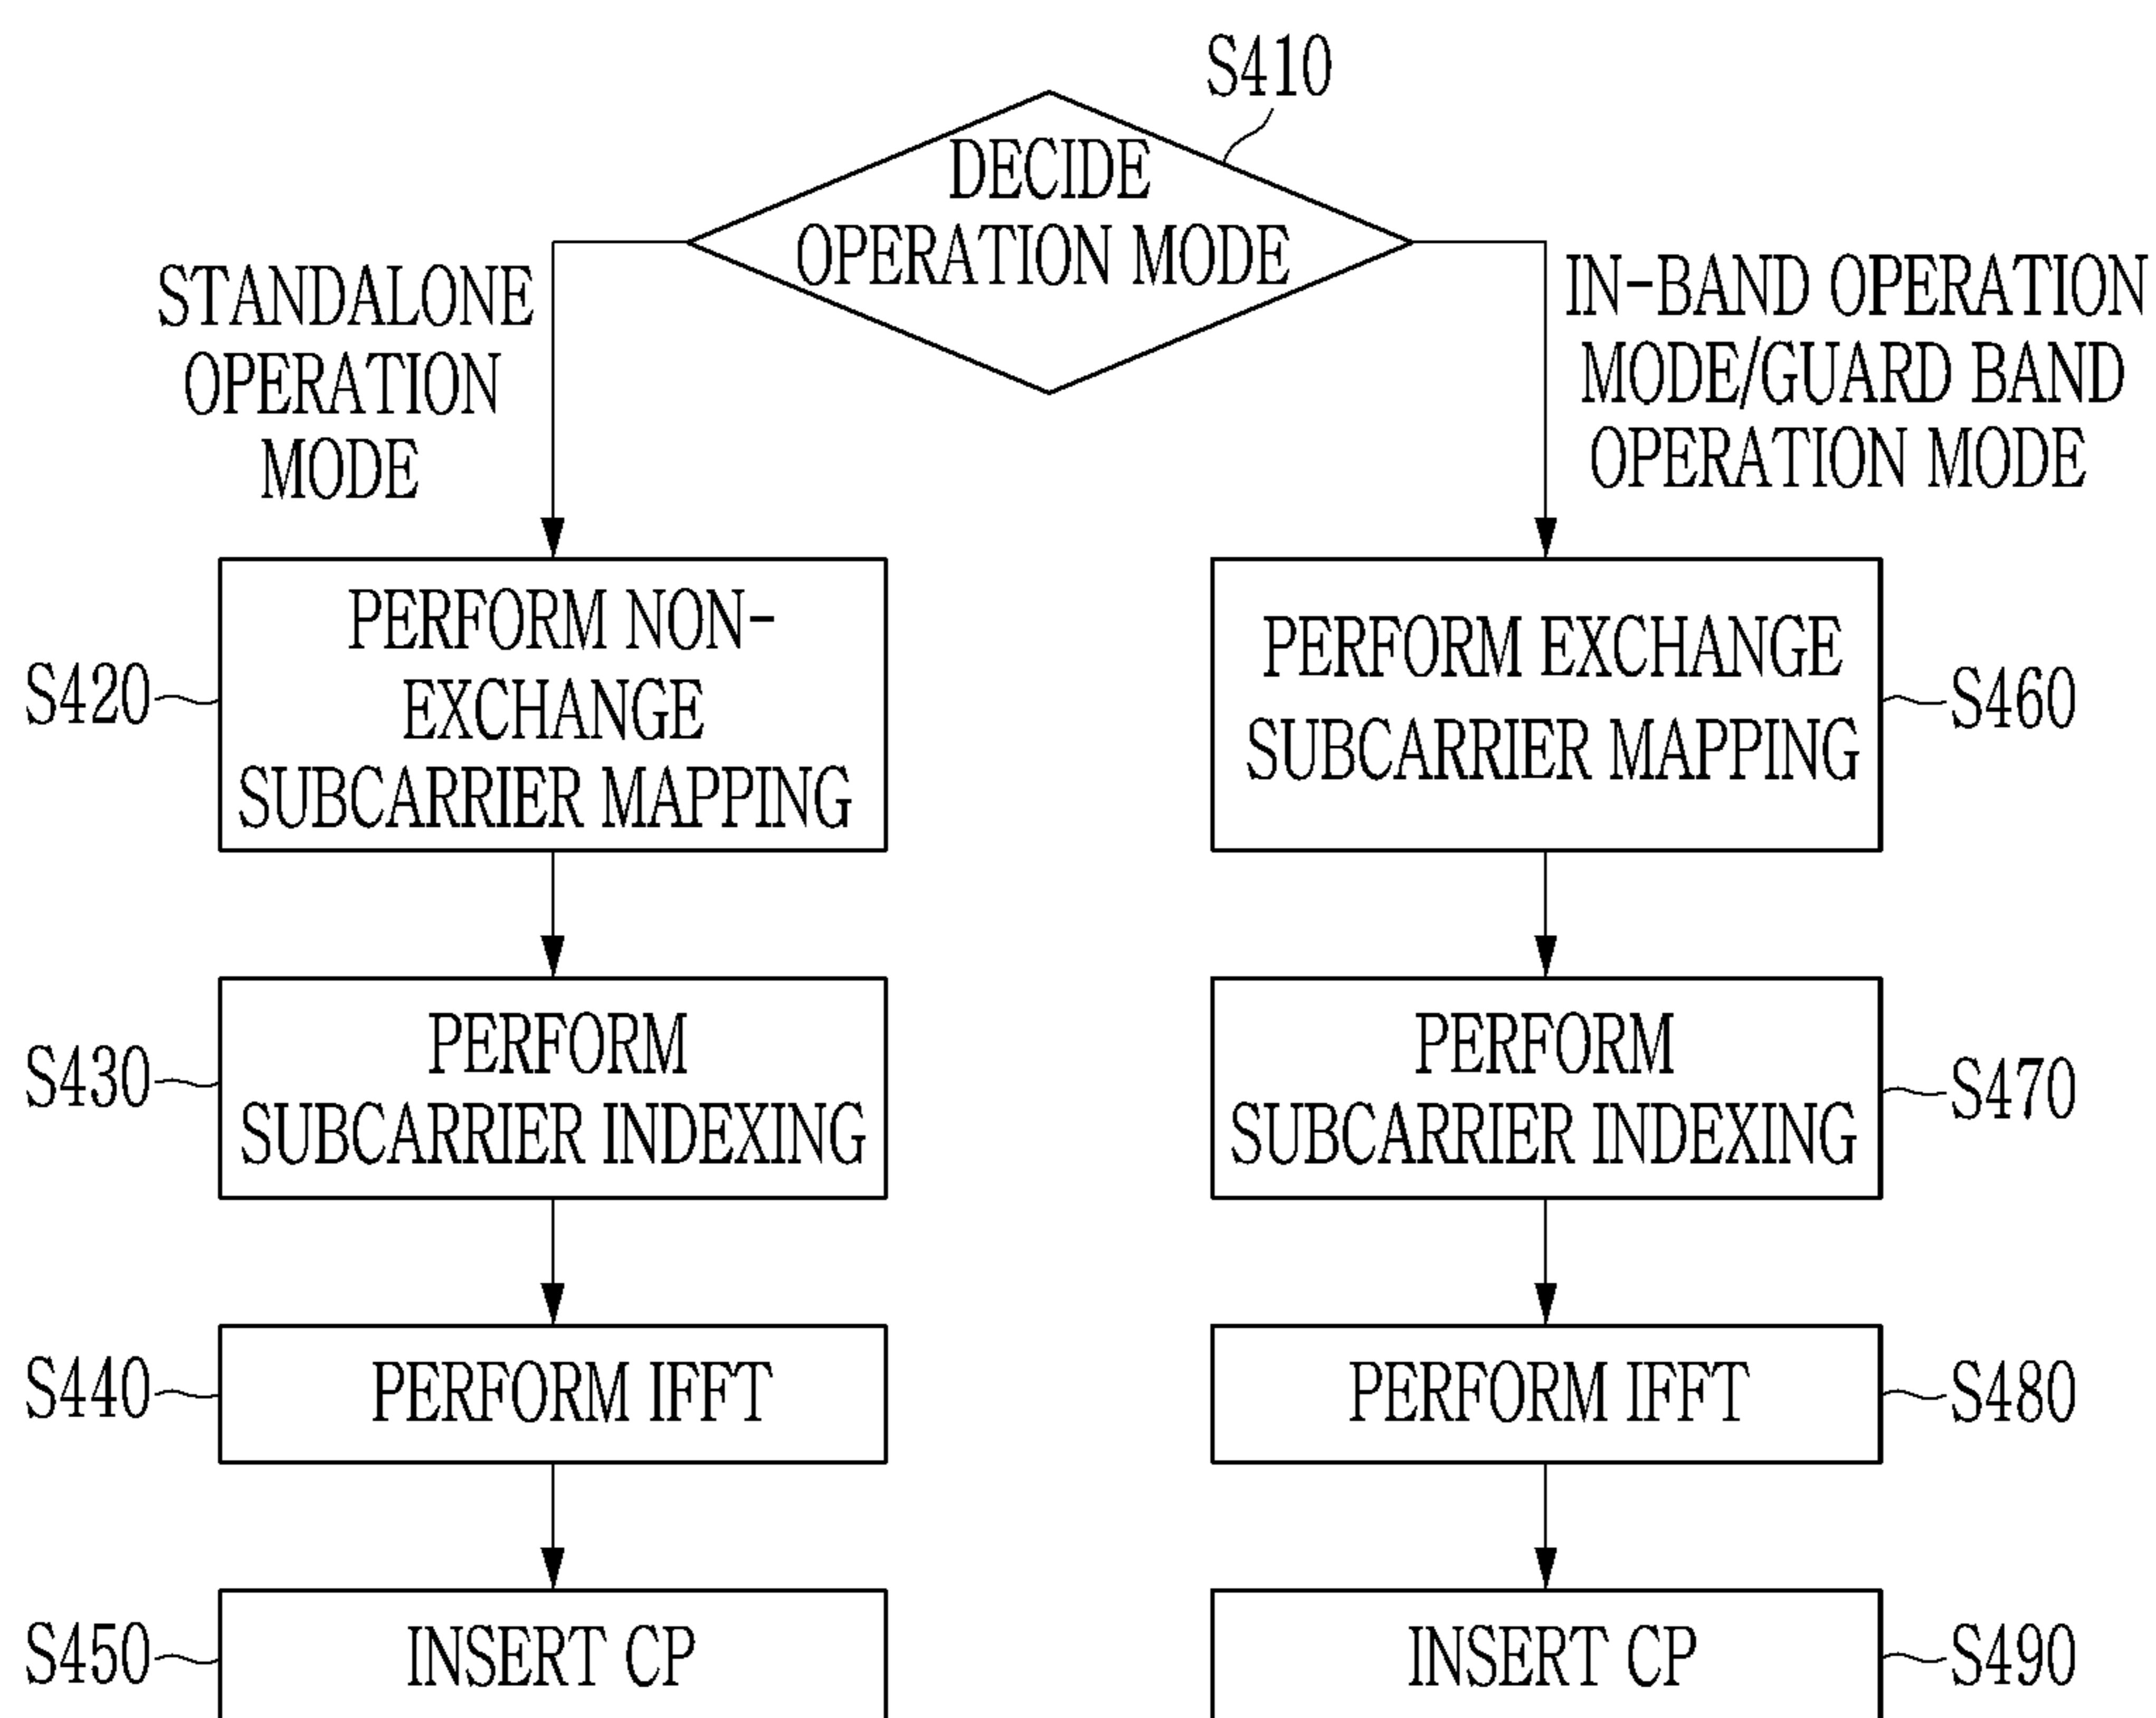 S410
DECIDE
OPERATION MODE
STANDALONE
OPERATION
MODE
IN-BAND OPERATION
MODE/GUARD BAND
OPERATION MODE
S420
PERFORM NON-
EXCHANGE
SUBCARRIER MAPPING
PERFORM EXCHANGE
SUBCARRIER MAPPING
S460
S430
PERFORM
SUBCARRIER INDEXING
PERFORM
SUBCARRIER INDEXING
S470
S440
PERFORM IFFT
PERFORM IFFT
S480
S450
INSERT CP
INSERT CP
S490